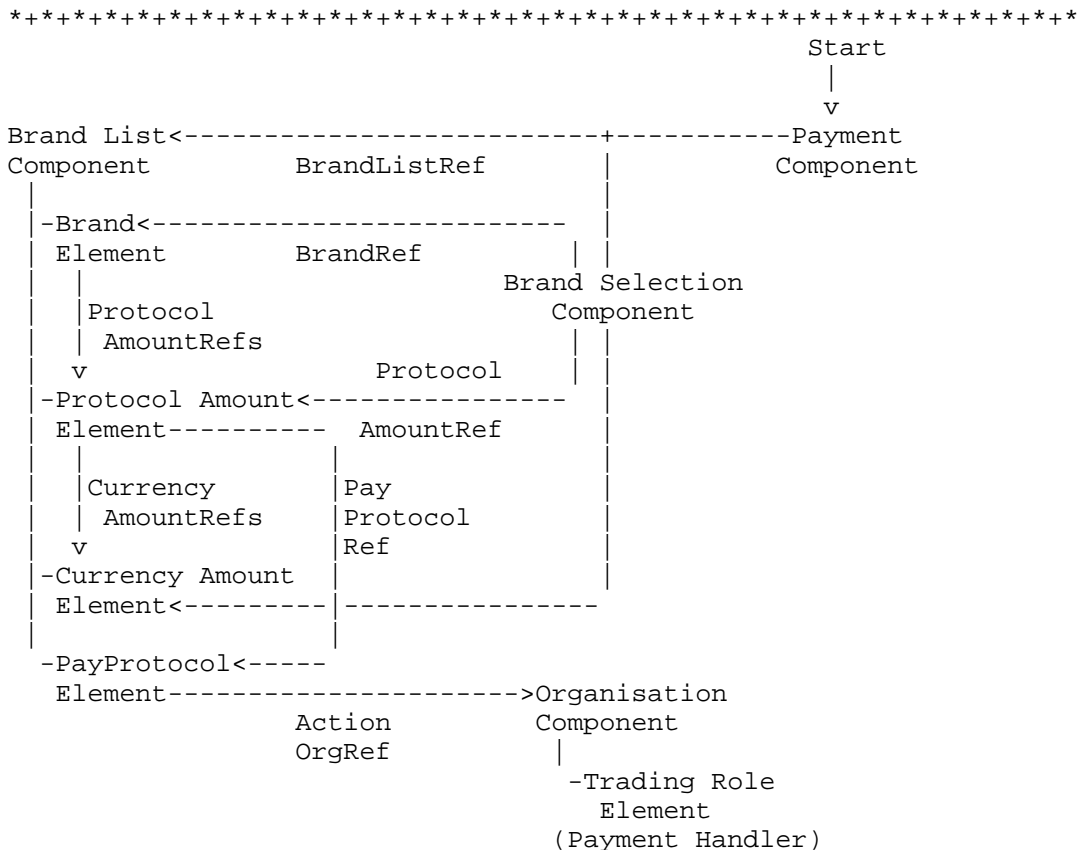 *+*+*+*+*+*+*+*+*+*+*+*+*+*+*+*+*+*+*+*+*+*+*+*+*+*+*+*+*+*+*+*+*+*
Start
|
v
Brand List<--------------------------+-----------Payment
Component BrandListRef | Component
| |
|-Brand<-------------------------- |
| Element BrandRef | |
| | Brand Selection
| |Protocol Component
| | AmountRefs | |
| v Protocol | |
|-Protocol Amount<---------------- |
| Element---------- AmountRef |
| | | |
| |Currency |Pay |
| | AmountRefs |Protocol |
| v |Ref |
|-Currency Amount | |
| Element<---------|----------------
| |
-PayProtocol<-----
Element---------------------->Organisation
Action Component
OrgRef |
-Trading Role
Element
(Payment Handler)